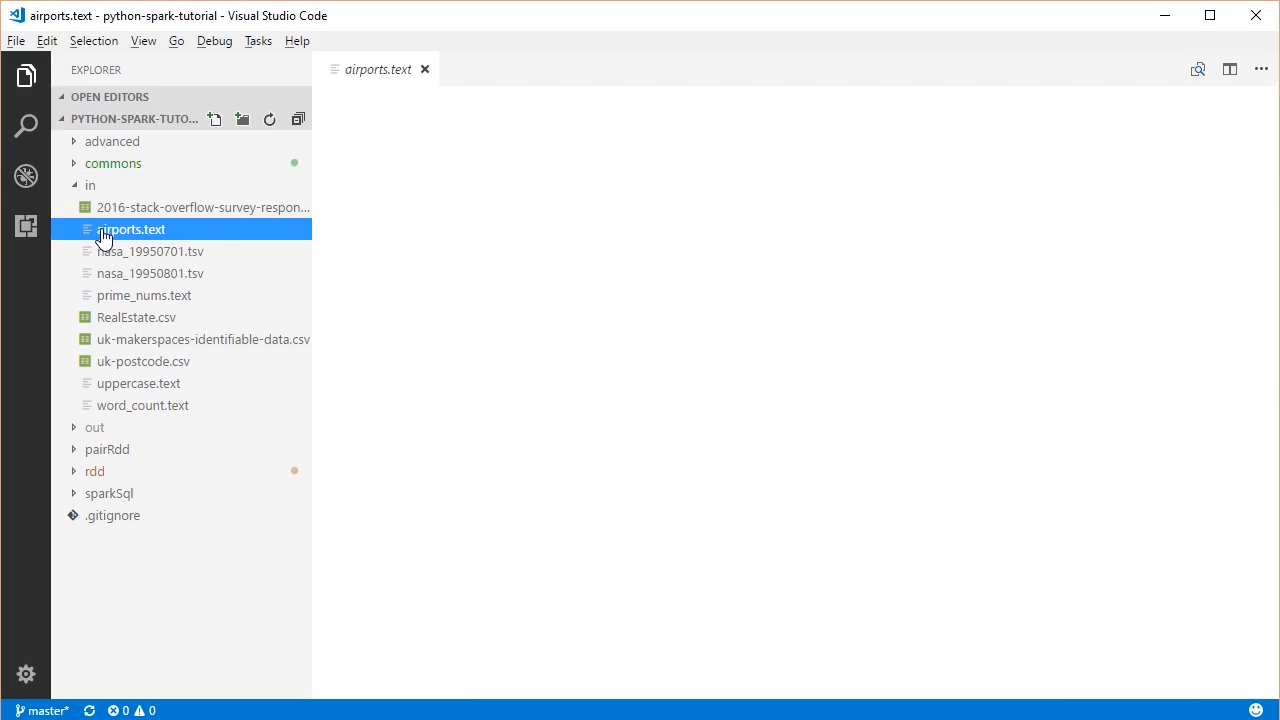 airports.text - python-spark-tutorial - Visual Studio Code
File Edit Selection View Go Debug Tasks Help
EXPLORER
airports.text
OPEN EDITORS
PYTHON-SPARK-TUTO...
advanced
commons
in
2016-stack-overflow-survey-respon...
airports.text
nasa_19950701.tsv
nasa_19950801.tsv
prime_nums.text
RealEstate.csv
uk-makerspaces-identifiable-data.csv
uk-postcode.csv
uppercase.text
word_count.text
out
pairRdd
rdd
sparkSql
.gitignore
master* 0 0